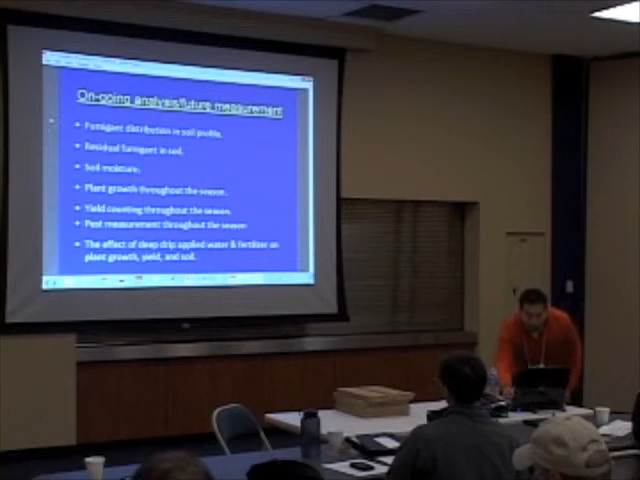 On-going analysis/future measurement
• Fumigant distribution in soil profile.
• Residual fumigant in soil.
• Soil moisture.
• Plant growth throughout the season.
• Yield counting throughout the season.
• Pest measurement throughout the season
• The effect of deep drip applied water & fertilizer on
plant growth, yield, and soil.